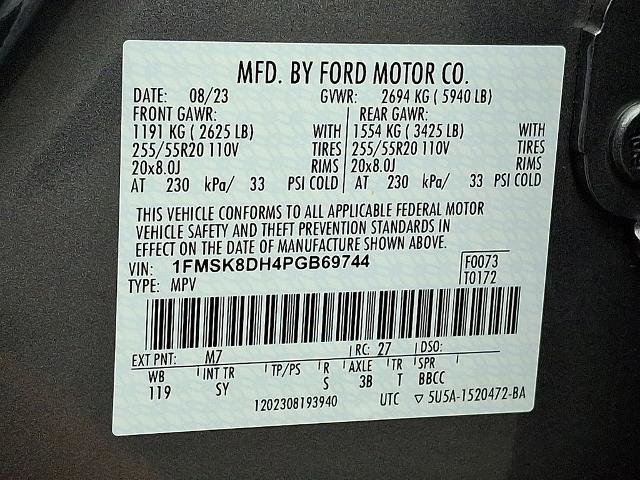 MFD. BY FORD MOTOR CO.
DATE: 08/23 GVWR: 2694 KG ( 5940 LB)
FRONT GAWR: REAR GAWR:
1191 KG ( 2625 LB) WITH 1554 KG ( 3425 LB) WITH
255/55R20 110V TIRES 255/55R20 110V TIRES
20x8.0J RIMS 20x8.0J RIMS
AT 230 kPa/ 33 PSI COLD AT 230 kPa/ 33 PSI COLD
THIS VEHICLE CONFORMS TO ALL APPLICABLE FEDERAL MOTOR
VEHICLE SAFETY AND THEFT PREVENTION STANDARDS IN
EFFECT ON THE DATE OF MANUFACTURE SHOWN ABOVE.
VIN: 1FMSK8DH4PGB69744 F0073
TYPE: MPV T0172
EXT PNT: M7 RC: 27 DSO:
WB INT TR TP/PS R AXLE TR SPR
119 SY S 3B T BBCC
1202308193940 UTC ▽ 5U5A-1520472-BA